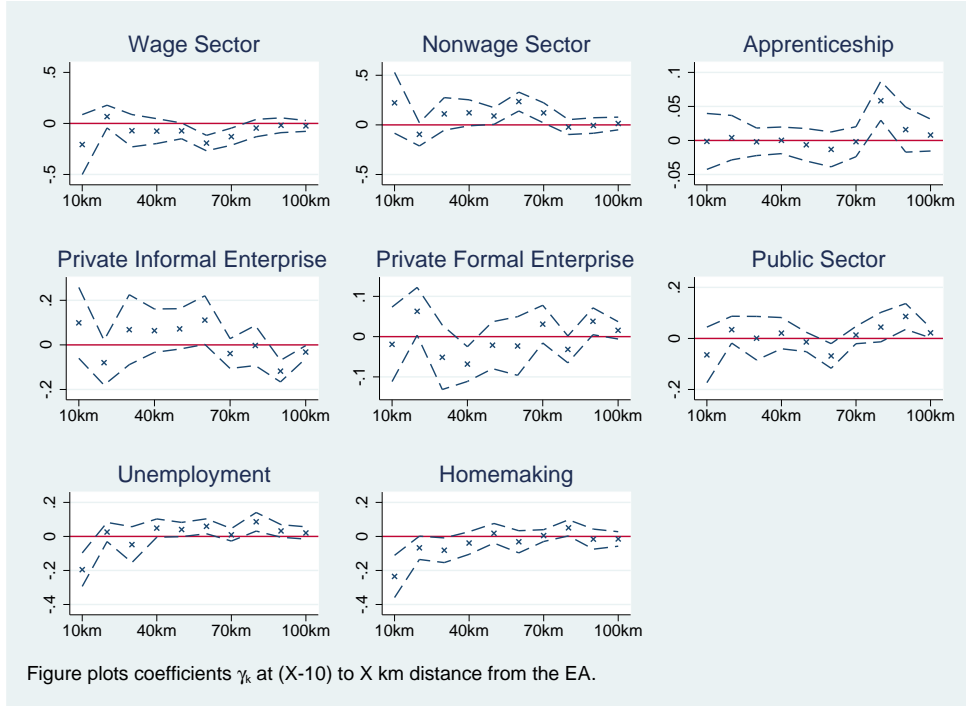 Wage Sector
.5
0
-.5
10km 40km 70km 100km
Nonwage Sector
.5
0
-.5
10km 40km 70km 100km
Apprenticeship
.1
.05
0
-.05
10km 40km 70km 100km
Private Informal Enterprise
.2
0
-.2
10km 40km 70km 100km
Private Formal Enterprise
.1
0
-.1
10km 40km 70km 100km
Public Sector
.2
0
-.2
10km 40km 70km 100km
Unemployment
.2
0
-.2
-.4
10km 40km 70km 100km
Homemaking
.2
0
-.2
-.4
10km 40km 70km 100km
Figure plots coefficients γk at (X-10) to X km distance from the EA.